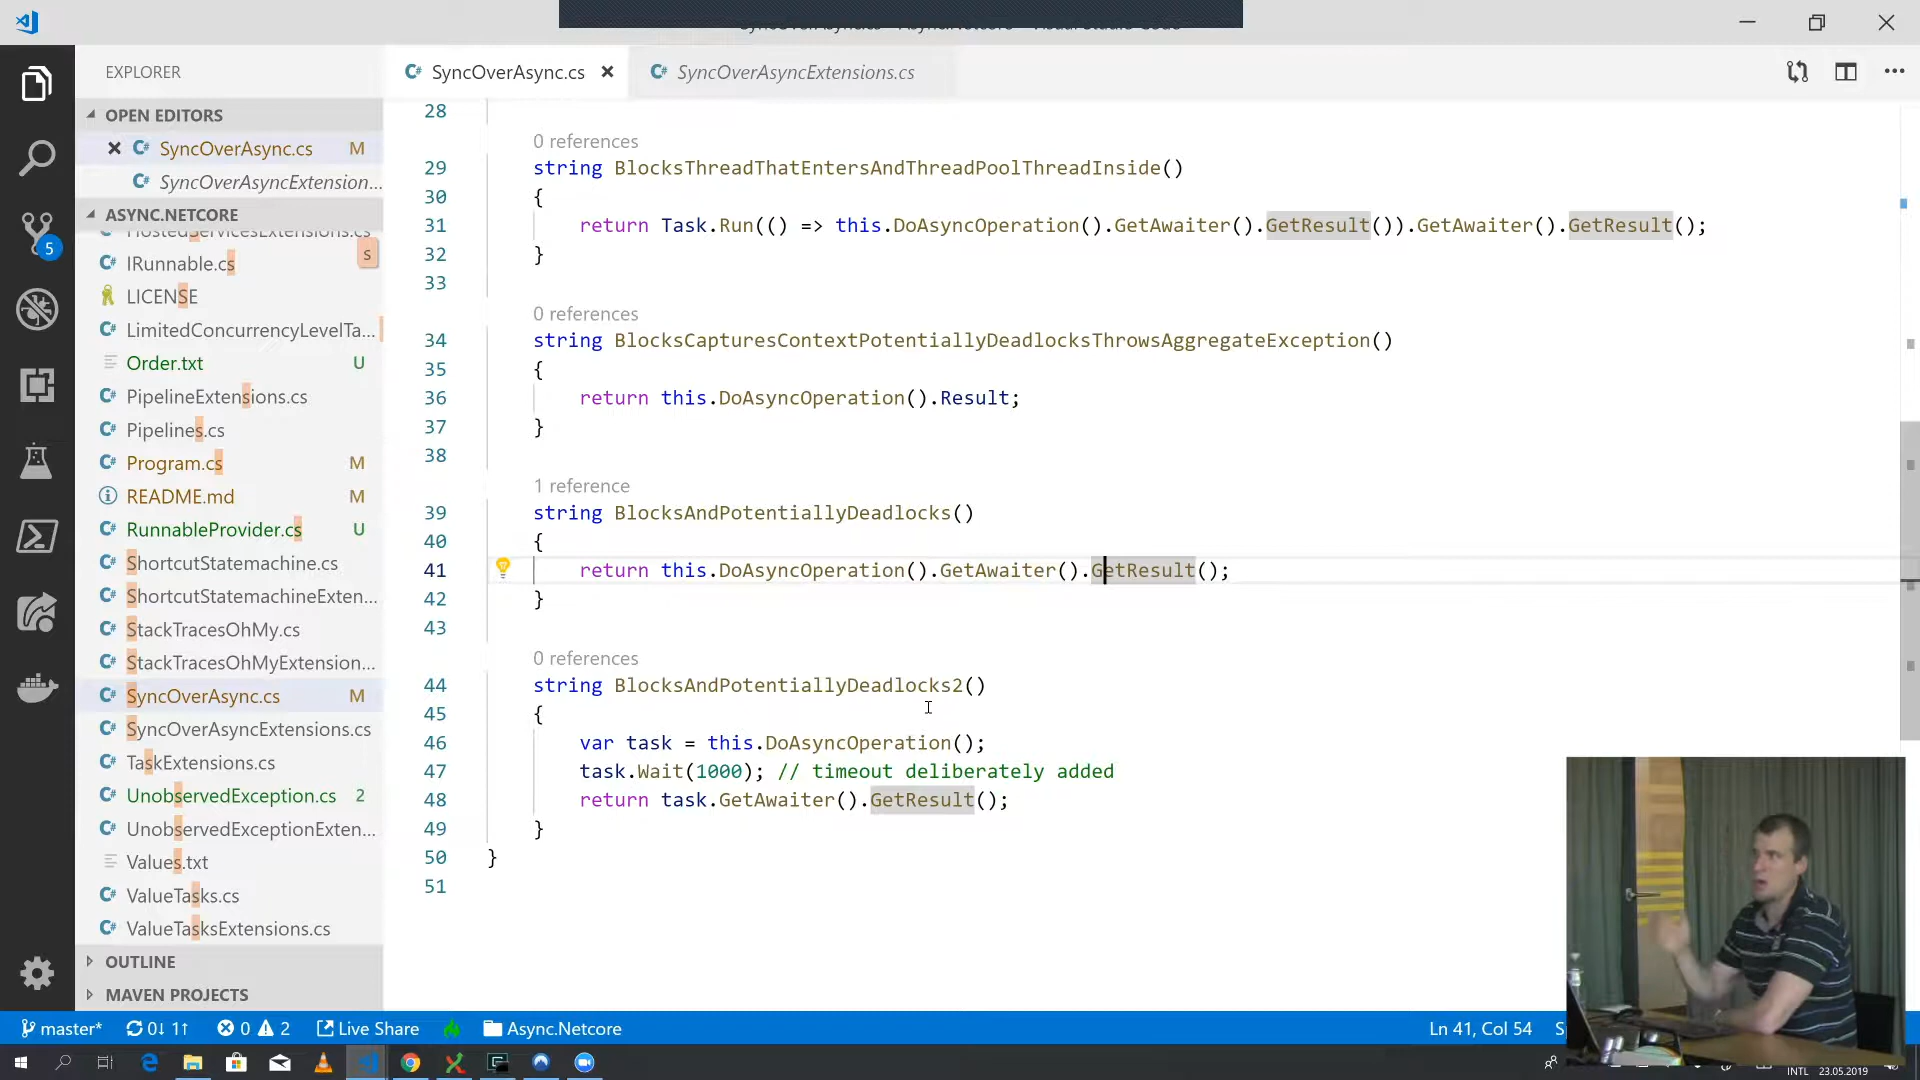 EXPLORER
SyncOverAsync.cs
SyncOverAsyncExtensions.cs
OPEN EDITORS
SyncOverAsync.cs M
SyncOverAsyncExtension...
ASYNC.NETCORE
HostedServicesExtensions.cs
s
IRunnable.cs
LICENSE
LimitedConcurrencyLevelTa...
Order.txt U
PipelineExtensions.cs
Pipelines.cs
Program.cs M
README.md M
RunnableProvider.cs U
ShortcutStatemachine.cs
ShortcutStatemachineExten...
StackTracesOhMy.cs
StackTracesOhMyExtension...
SyncOverAsync.cs M
SyncOverAsyncExtensions.cs
TaskExtensions.cs
UnobservedException.cs 2
UnobservedExceptionExten...
Values.txt
ValueTasks.cs
ValueTasksExtensions.cs
OUTLINE
MAVEN PROJECTS
5
28
0 references
29 string BlocksThreadThatEntersAndThreadPoolThreadInside()
30 {
31 return Task.Run(() => this.DoAsyncOperation().GetAwaiter().GetResult()).GetAwaiter().GetResult();
32 }
33
0 references
34 string BlocksCapturesContextPotentiallyDeadlocksThrowsAggregateException()
35 {
36 return this.DoAsyncOperation().Result;
37 }
38
1 reference
39 string BlocksAndPotentiallyDeadlocks()
40 {
41 return this.DoAsyncOperation().GetAwaiter().GetResult();
42 }
43
0 references
44 string BlocksAndPotentiallyDeadlocks2()
45 {
46 var task = this.DoAsyncOperation();
47 task.Wait(1000); // timeout deliberately added
48 return task.GetAwaiter().GetResult();
49 }
50 }
51
master* 0↓ 1↑ 0 2 Live Share Async.Netcore Ln 41, Col 54 S
INTL 23.05.2019